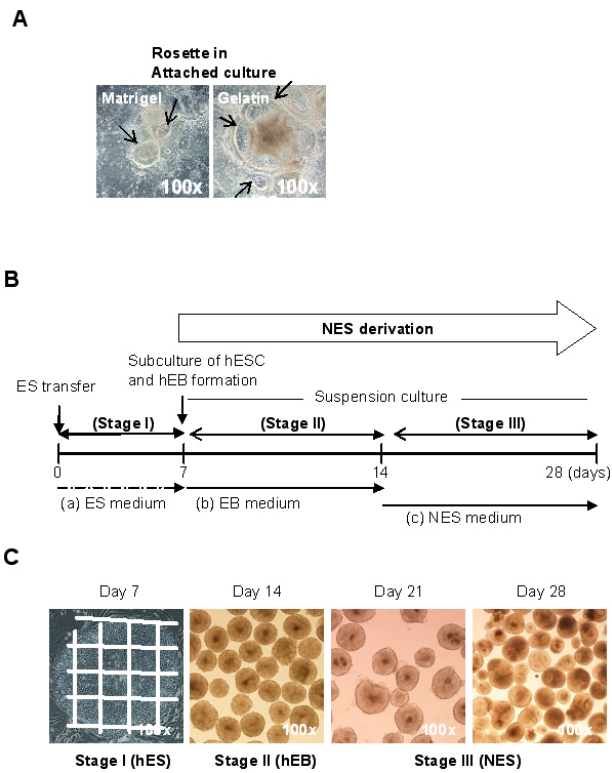 A
Rosette in
Attached culture
Matrigel
Gelatin
100x
100x
B
NES derivation
Subculture of hESC
and hEB formation
ES transfer
Suspension culture
(Stage I)
(Stage II)
(Stage III)
0
7
14
28 (days)
(a) ES medium
(b) EB medium
(c) NES medium
C
Day 7
Day 14
Day 21
Day 28
100x
100x
100x
100x
Stage I (hES)
Stage II (hEB)
Stage III (NES)